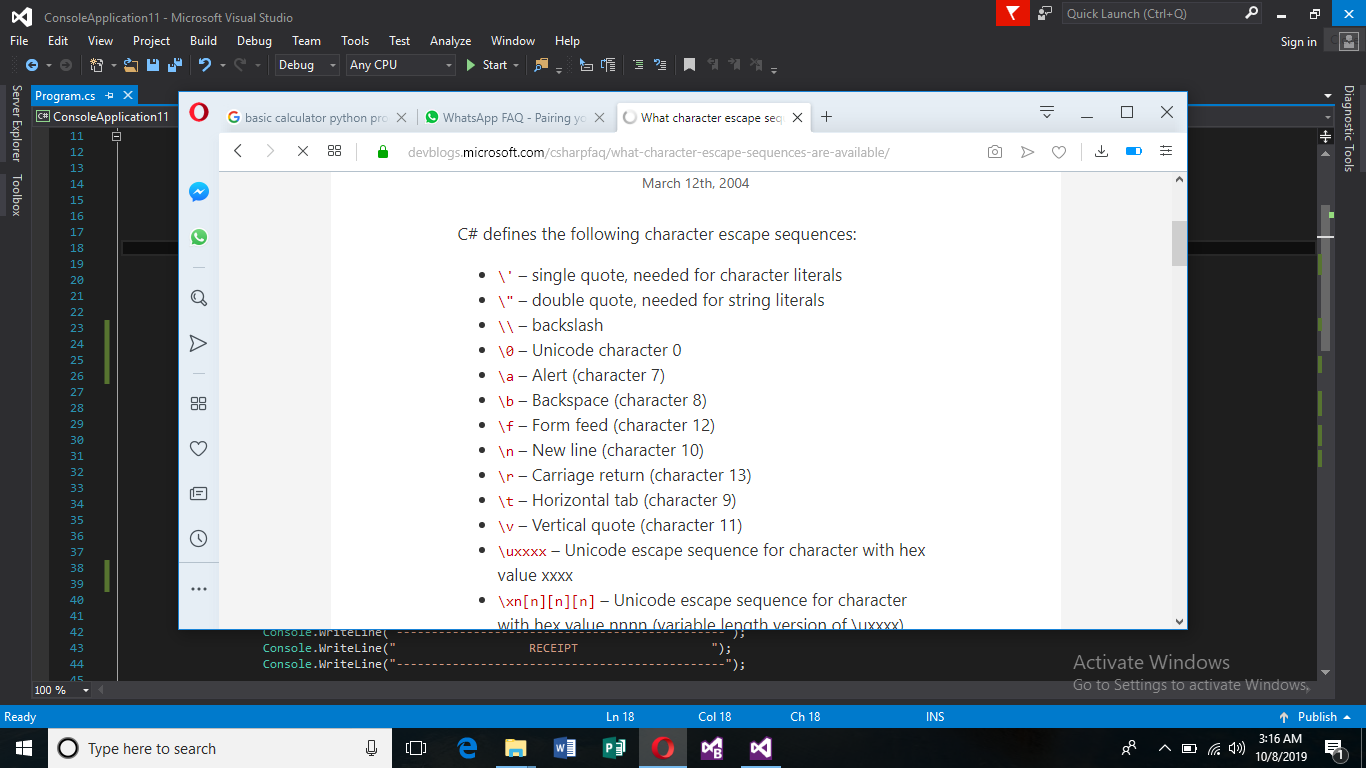 ConsoleApplication11 - Microsoft Visual Studio
Quick Launch (Ctrl+Q)
File Edit View Project Build Debug Team Tools Test Analyze Window Help
Sign in
Debug Any CPU Start
Server Explorer
Toolbox
Diagnostic Tools
Program.cs
C# ConsoleApplication11
basic calculator python pro
WhatsApp FAQ - Pairing yo
What character escape seq
devblogs.microsoft.com/csharpfaq/what-character-escape-sequences-are-available/
March 12th, 2004
C# defines the following character escape sequences:
• \' – single quote, needed for character literals
• \" – double quote, needed for string literals
• \\ – backslash
• \0 – Unicode character 0
• \a – Alert (character 7)
• \b – Backspace (character 8)
• \f – Form feed (character 12)
• \n – New line (character 10)
• \r – Carriage return (character 13)
• \t – Horizontal tab (character 9)
• \v – Vertical quote (character 11)
• \uxxxx – Unicode escape sequence for character with hex
value xxxx
• \xn[n][n][n] – Unicode escape sequence for character
with hex value nnnn (variable length version of \uxxxx)
11
12
13
14
15
16
17
18
19
20
21
22
23
24
25
26
27
28
29
30
31
32
33
34
35
36
37
38
39
40
41
42 Console.WriteLine("----------------------------------------");
43 Console.WriteLine(" RECEIPT ");
44 Console.WriteLine("----------------------------------------");
45
Activate Windows
Go to Settings to activate Windows.
100 %
Ready Ln 18 Col 18 Ch 18 INS Publish
Type here to search
3:16 AM
10/8/2019
1